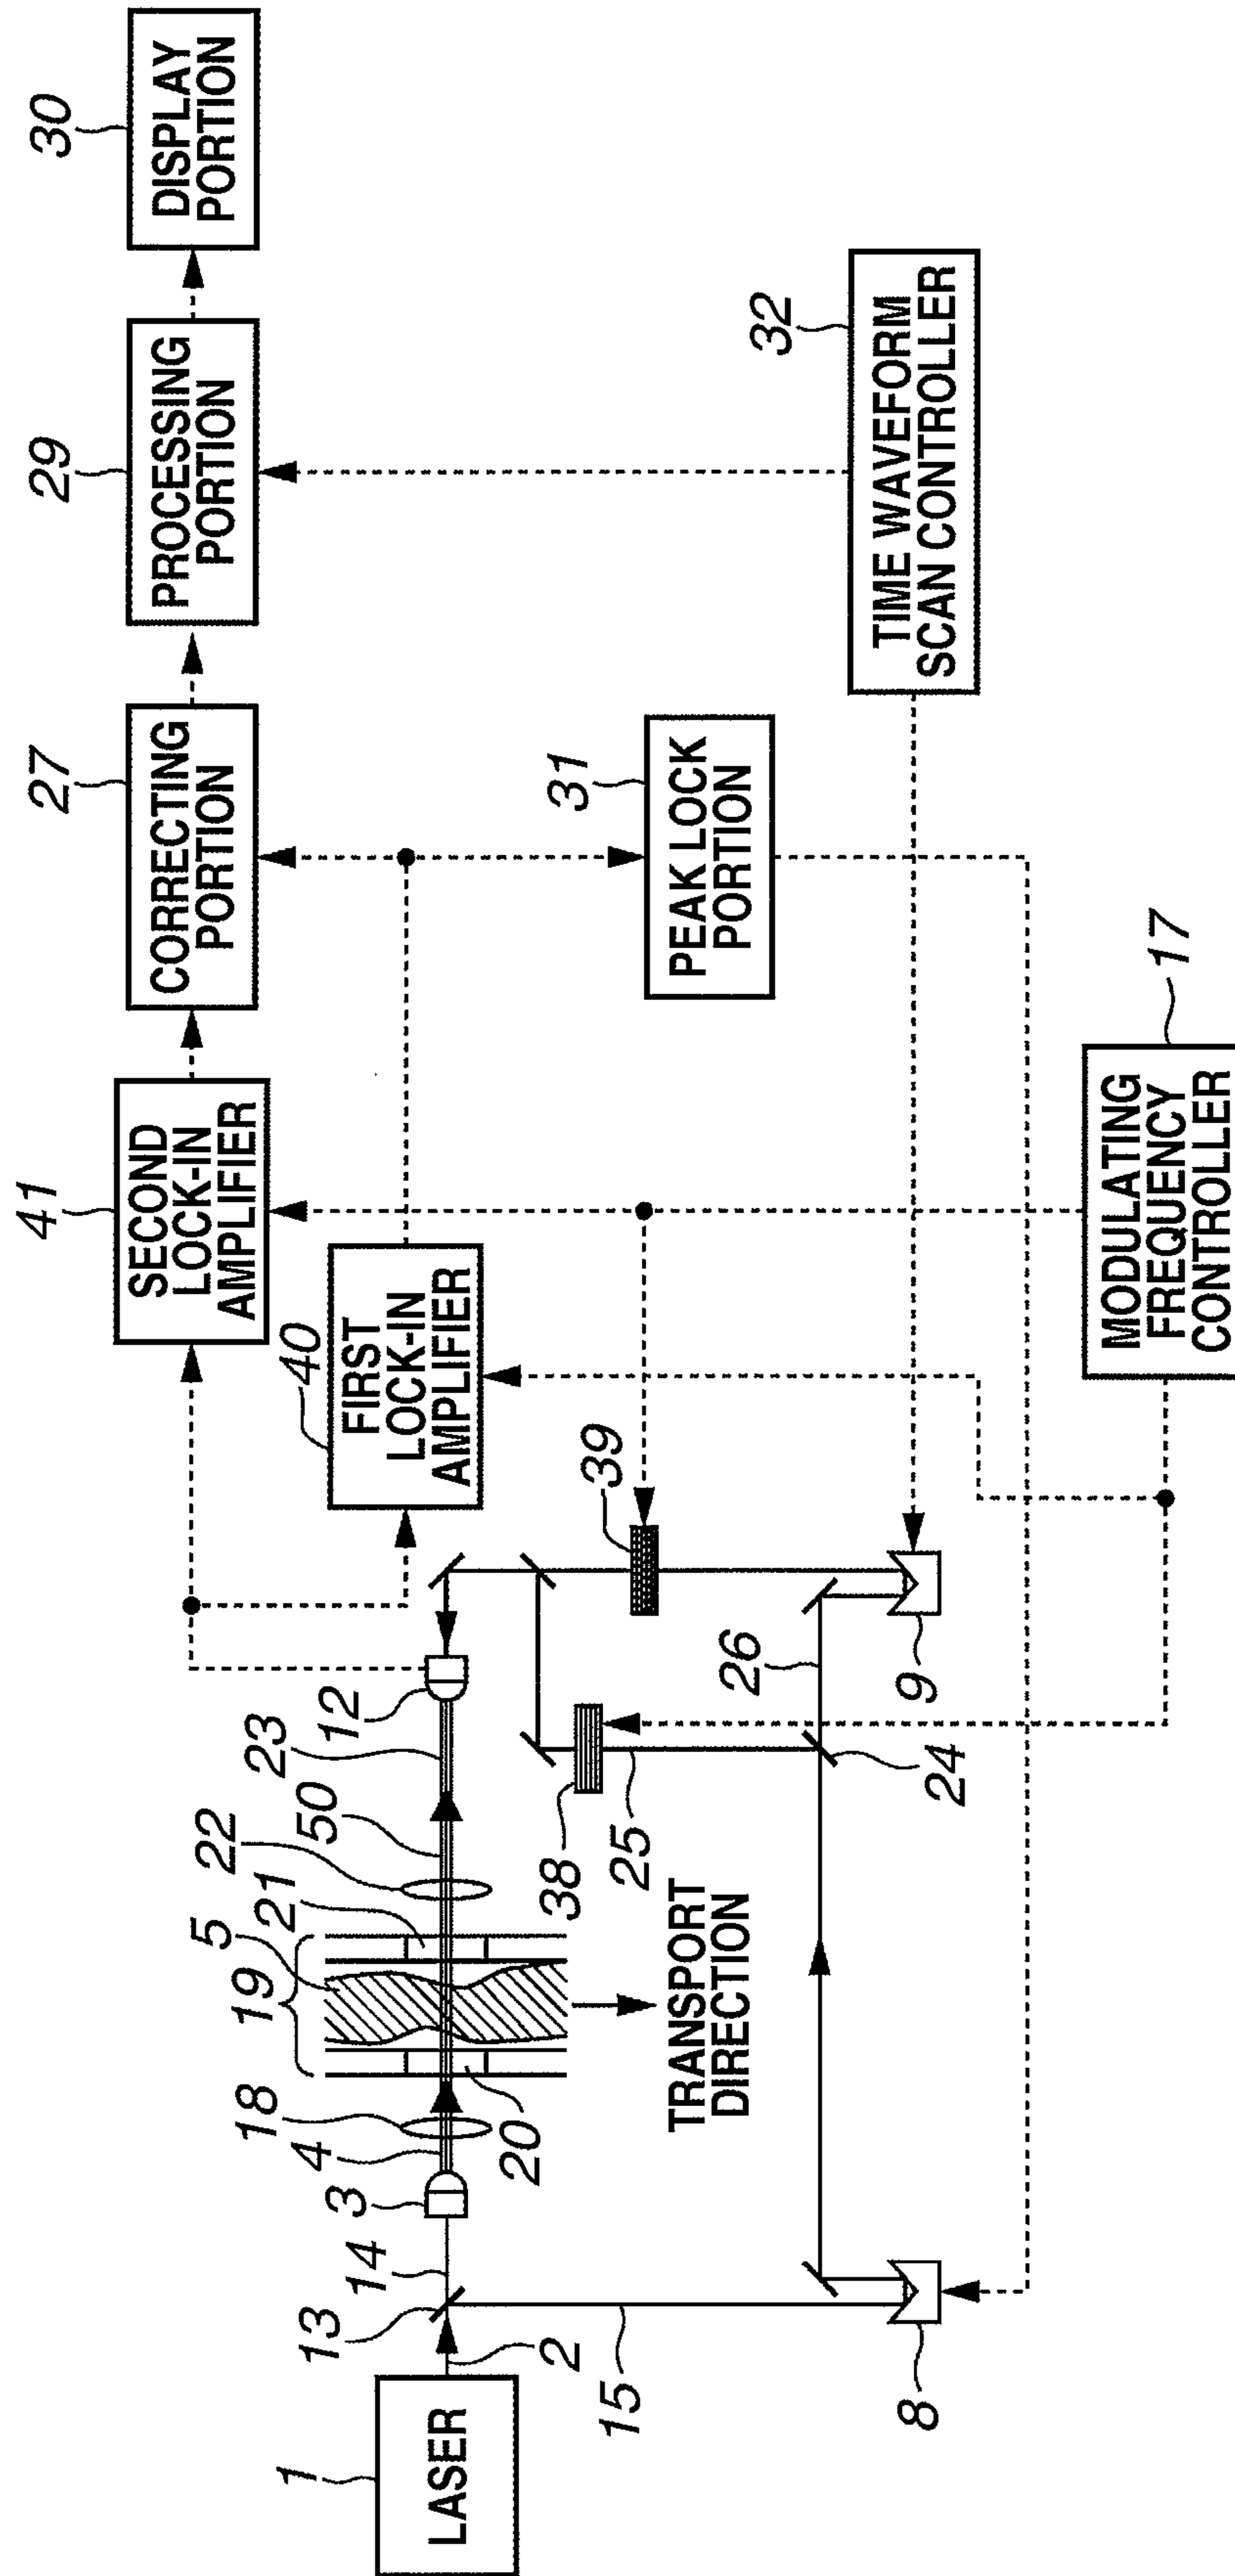 30
DISPLAY
PORTION
29
PROCESSING
PORTION
27
CORRECTING
PORTION
41
SECOND
LOCK-IN
AMPLIFIER
40
FIRST
LOCK-IN
AMPLIFIER
31
PEAK LOCK
PORTION
32
TIME WAVEFORM
SCAN CONTROLLER
17
MODULATING
FREQUENCY
CONTROLLER
1
LASER
2
13
14
15
3
4
18
20
19
5
21
22
50
23
12
TRANSPORT
DIRECTION
38
25
39
26
24
9
8